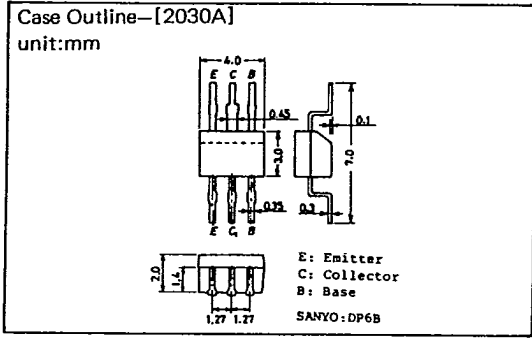 Case Outline—[2030A]
unit:mm
4.0
E C B
0.45
0.1
3.0
7.0
0.35
0.3
E C, B
2.0
1.4
1.27 1.27
E: Emitter
C: Collector
B: Base
SANYO:DP6B